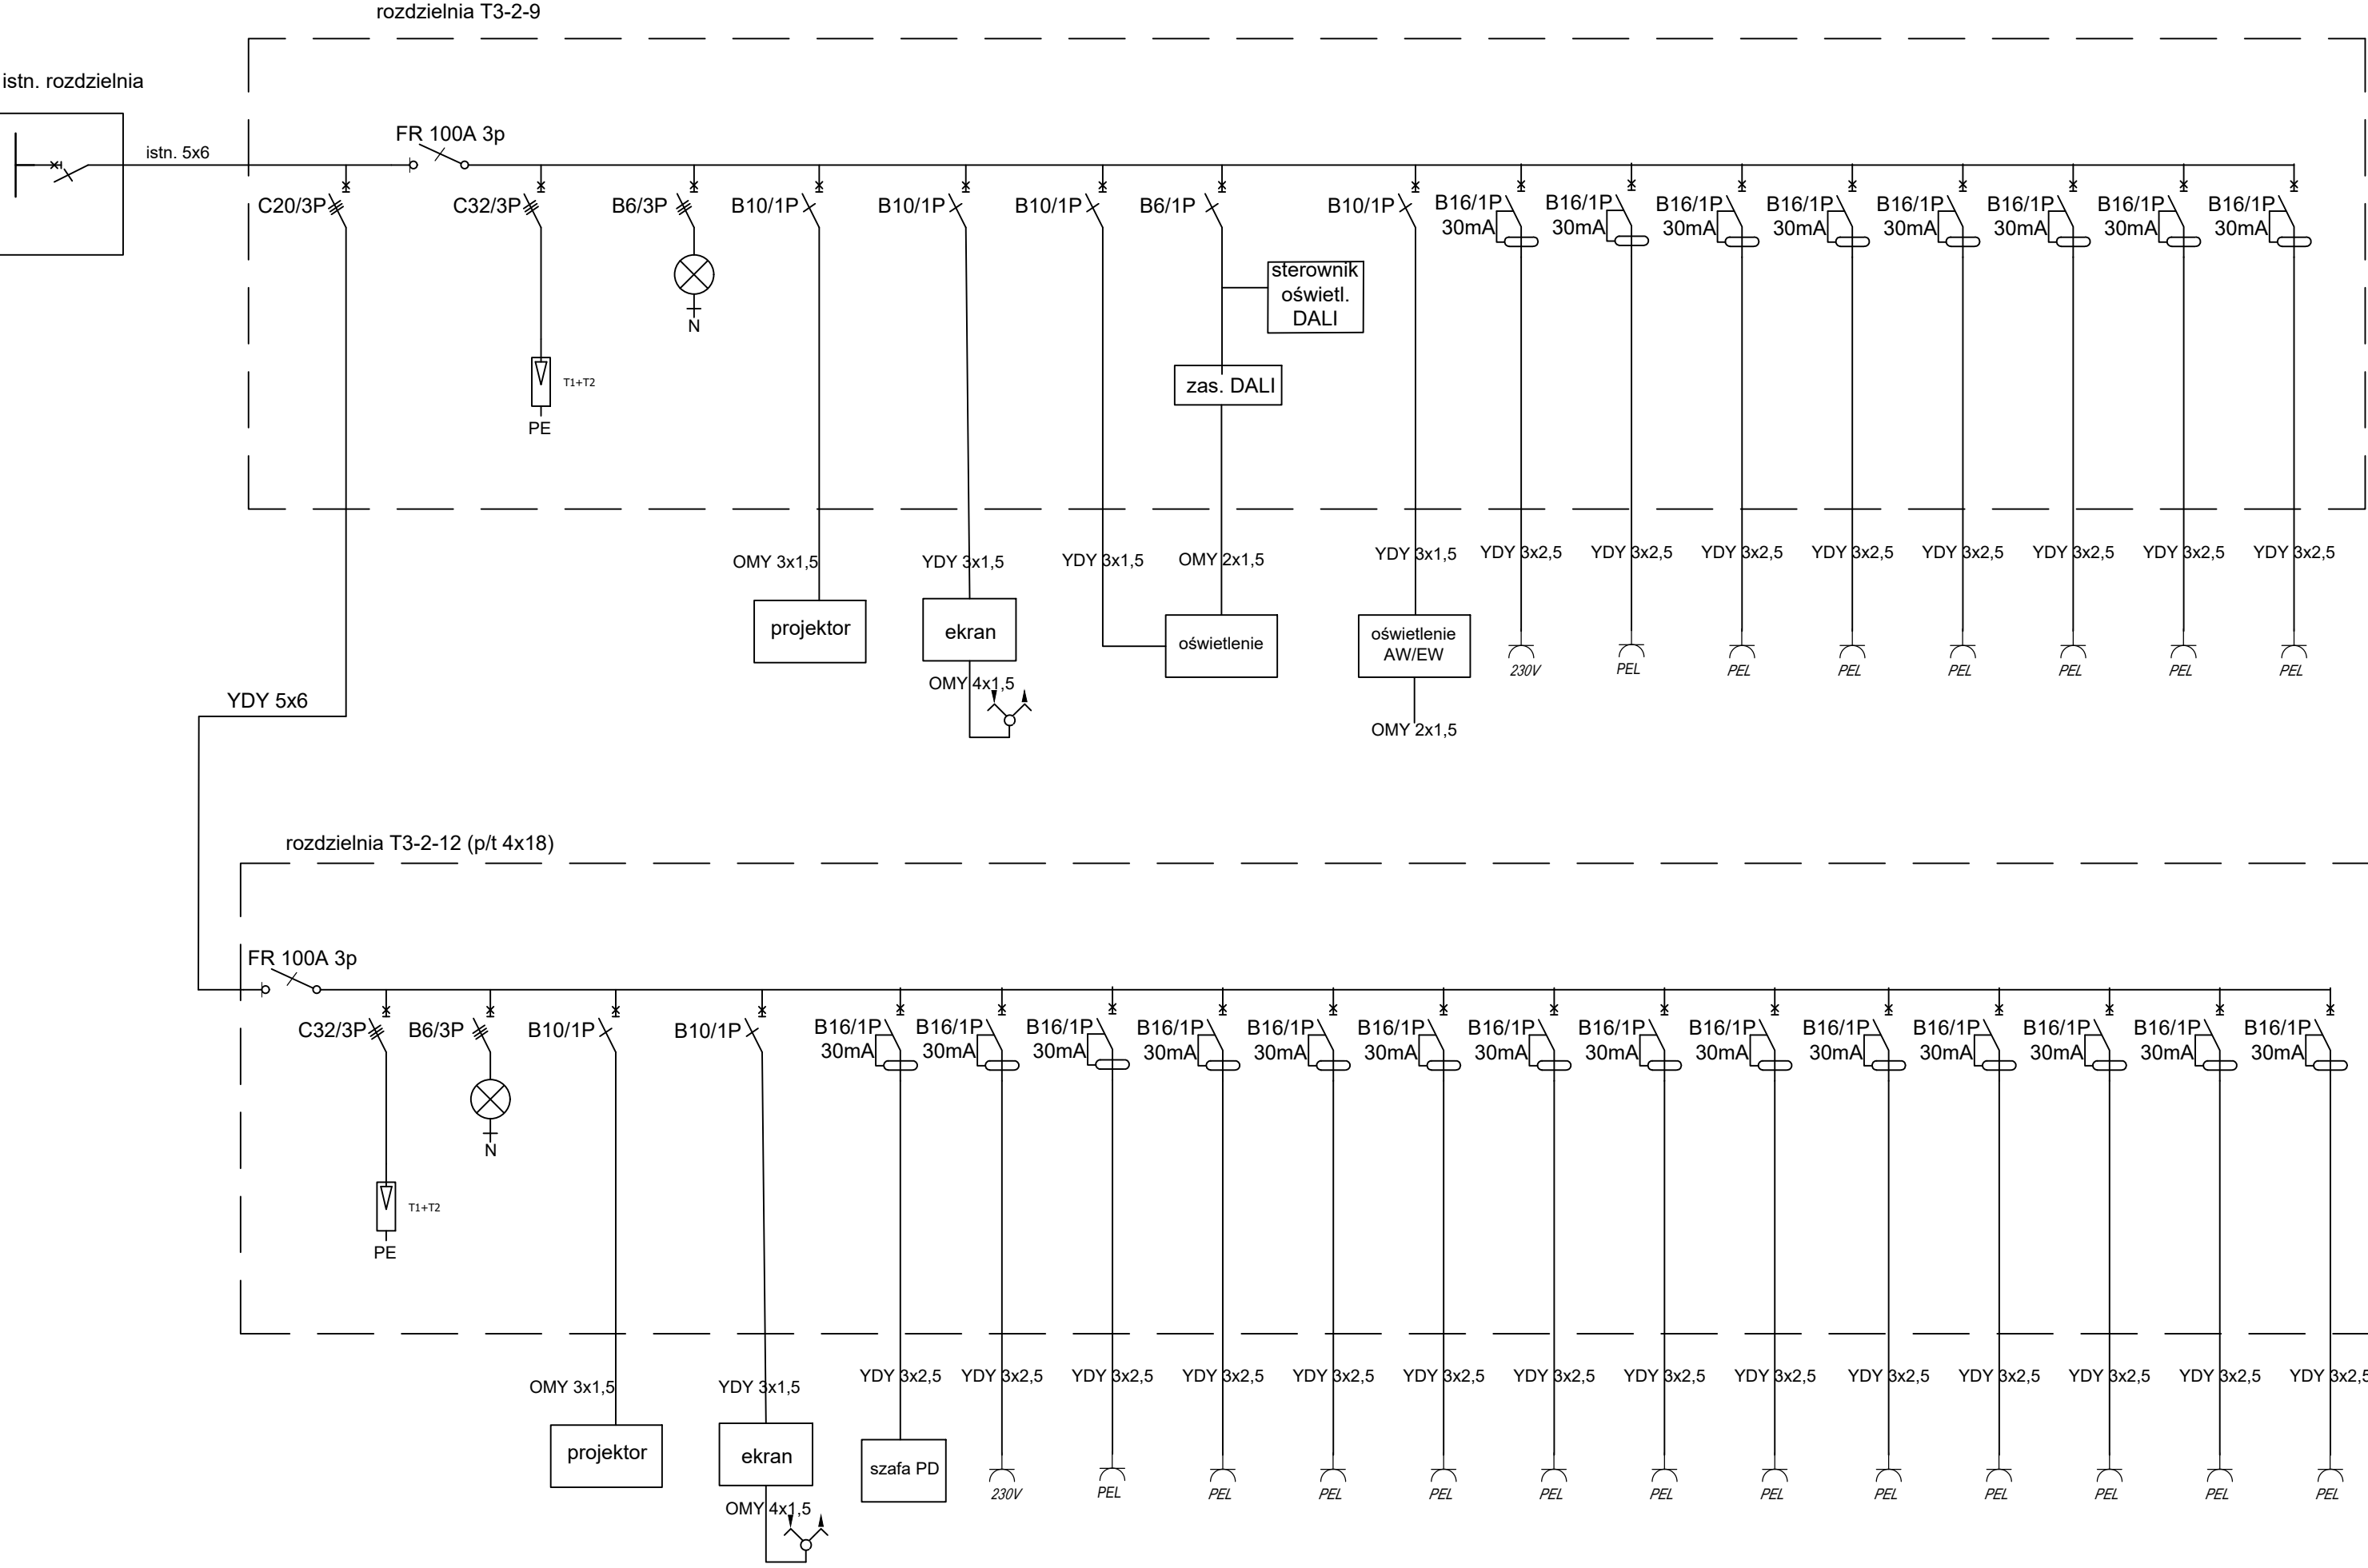 rozdzielnia T3-2-9
istn. rozdzielnia
istn. 5x6
FR 100A 3p
C20/3P
C32/3P
B6/3P
B10/1P
B10/1P
B10/1P
B6/1P
B10/1P
B16/1P
30mA
B16/1P
30mA
B16/1P
30mA
B16/1P
30mA
B16/1P
30mA
B16/1P
30mA
B16/1P
30mA
B16/1P
30mA
sterownik
oświetl.
DALI
N
T1+T2
PE
zas. DALI
OMY 3x1,5
YDY 3x1,5
YDY 3x1,5
OMY 2x1,5
YDY 3x1,5
YDY 3x2,5
YDY 3x2,5
YDY 3x2,5
YDY 3x2,5
YDY 3x2,5
YDY 3x2,5
YDY 3x2,5
YDY 3x2,5
projektor
ekran
oświetlenie
oświetlenie
AW/EW
230V
PEL
PEL
PEL
PEL
PEL
PEL
PEL
OMY 4x1,5
OMY 2x1,5
YDY 5x6
rozdzielnia T3-2-12 (p/t 4x18)
FR 100A 3p
C32/3P
B6/3P
B10/1P
B10/1P
B16/1P
30mA
B16/1P
30mA
B16/1P
30mA
B16/1P
30mA
B16/1P
30mA
B16/1P
30mA
B16/1P
30mA
B16/1P
30mA
B16/1P
30mA
B16/1P
30mA
B16/1P
30mA
B16/1P
30mA
B16/1P
30mA
B16/1P
30mA
N
T1+T2
PE
OMY 3x1,5
YDY 3x1,5
YDY 3x2,5
YDY 3x2,5
YDY 3x2,5
YDY 3x2,5
YDY 3x2,5
YDY 3x2,5
YDY 3x2,5
YDY 3x2,5
YDY 3x2,5
YDY 3x2,5
YDY 3x2,5
YDY 3x2,5
YDY 3x2,5
YDY 3x2,5
projektor
ekran
szafa PD
230V
PEL
PEL
PEL
PEL
PEL
PEL
PEL
PEL
PEL
PEL
PEL
PEL
OMY 4x1,5